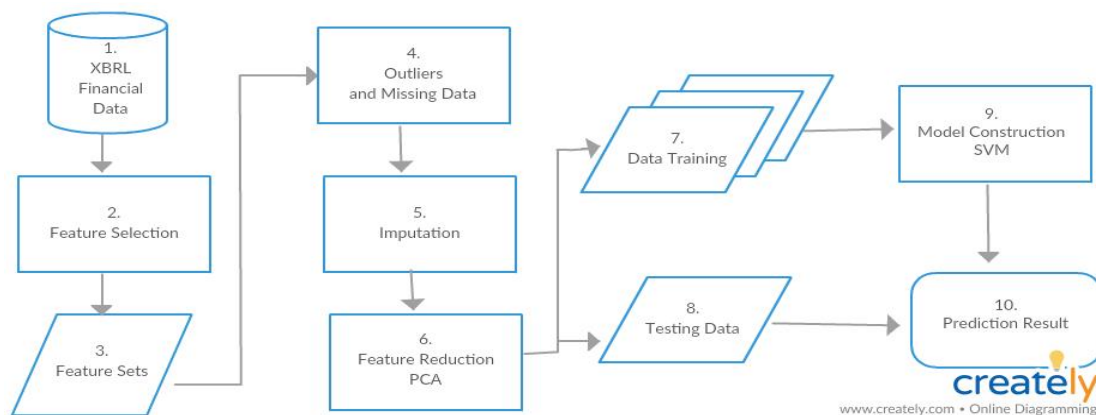 1.
XBRL
Financial
Data
2.
Feature Selection
3.
Feature Sets
4.
Outliers
and Missing Data
5.
Imputation
6.
Feature Reduction
PCA
7.
Data Training
8.
Testing Data
9.
Model Construction
SVM
10.
Prediction Result
creately
www.creately.com • Online Diagramming